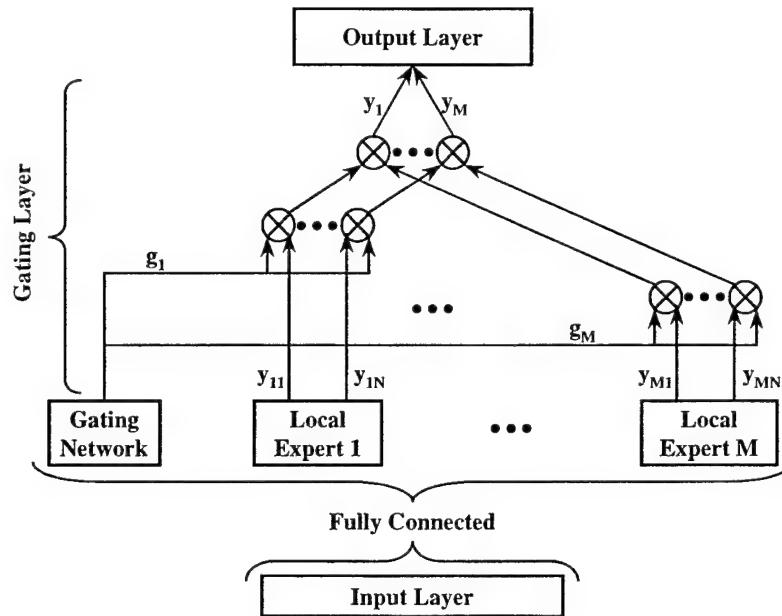 Output Layer
y1 yM
Gating Layer
g1
gM
y11 y1N yM1 yMN
Gating Network
Local Expert 1
Local Expert M
Fully Connected
Input Layer